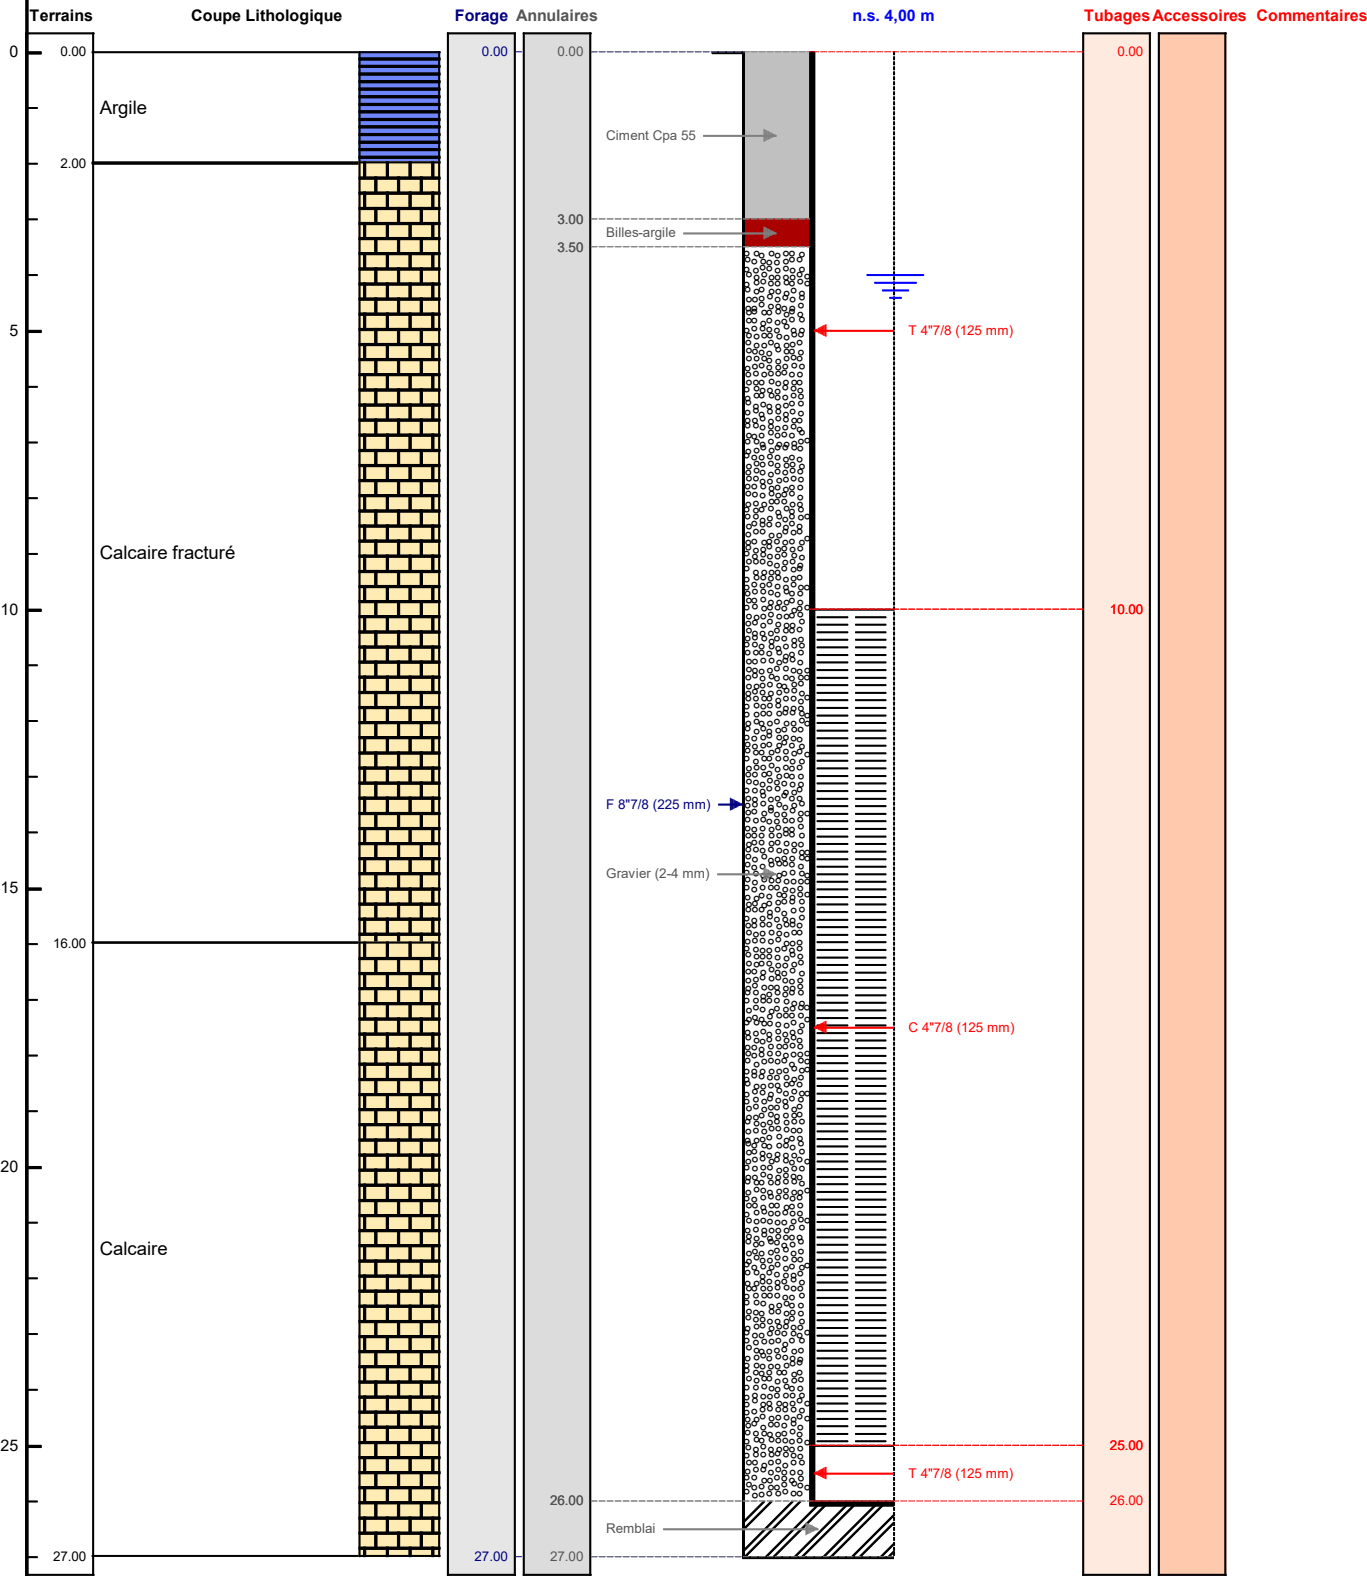 Terrains Coupe Lithologique Forage Annulaires n.s. 4,00 m Tubages Accessoires Commentaires
0 0.00 0.00 0.00 0.00
Argile
Ciment Cpa 55
2.00
3.00
Billes-argile
3.50
5 T 4"7/8 (125 mm)
Calcaire fracturé
10 10.00
F 8"7/8 (225 mm)
Gravier (2-4 mm)
15
16.00
C 4"7/8 (125 mm)
20
Calcaire
25 25.00
T 4"7/8 (125 mm)
26.00 26.00
Remblai
27.00 27.00 27.00